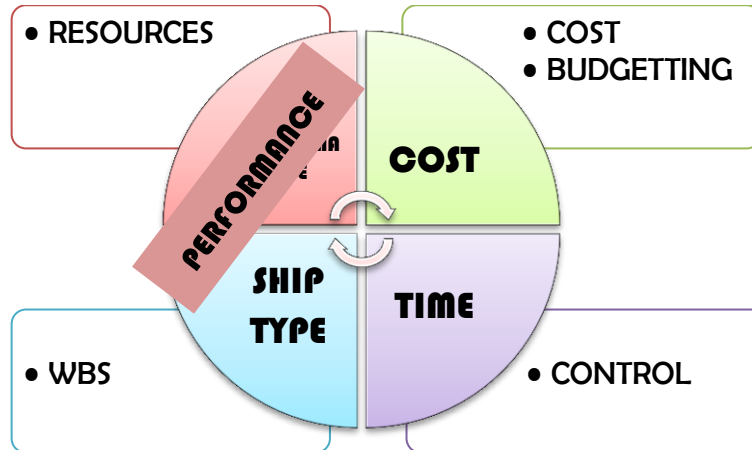 • RESOURCES
• COST
• BUDGETTING
PERFORMANCE
COST
SHIP
TYPE
TIME
• WBS
• CONTROL